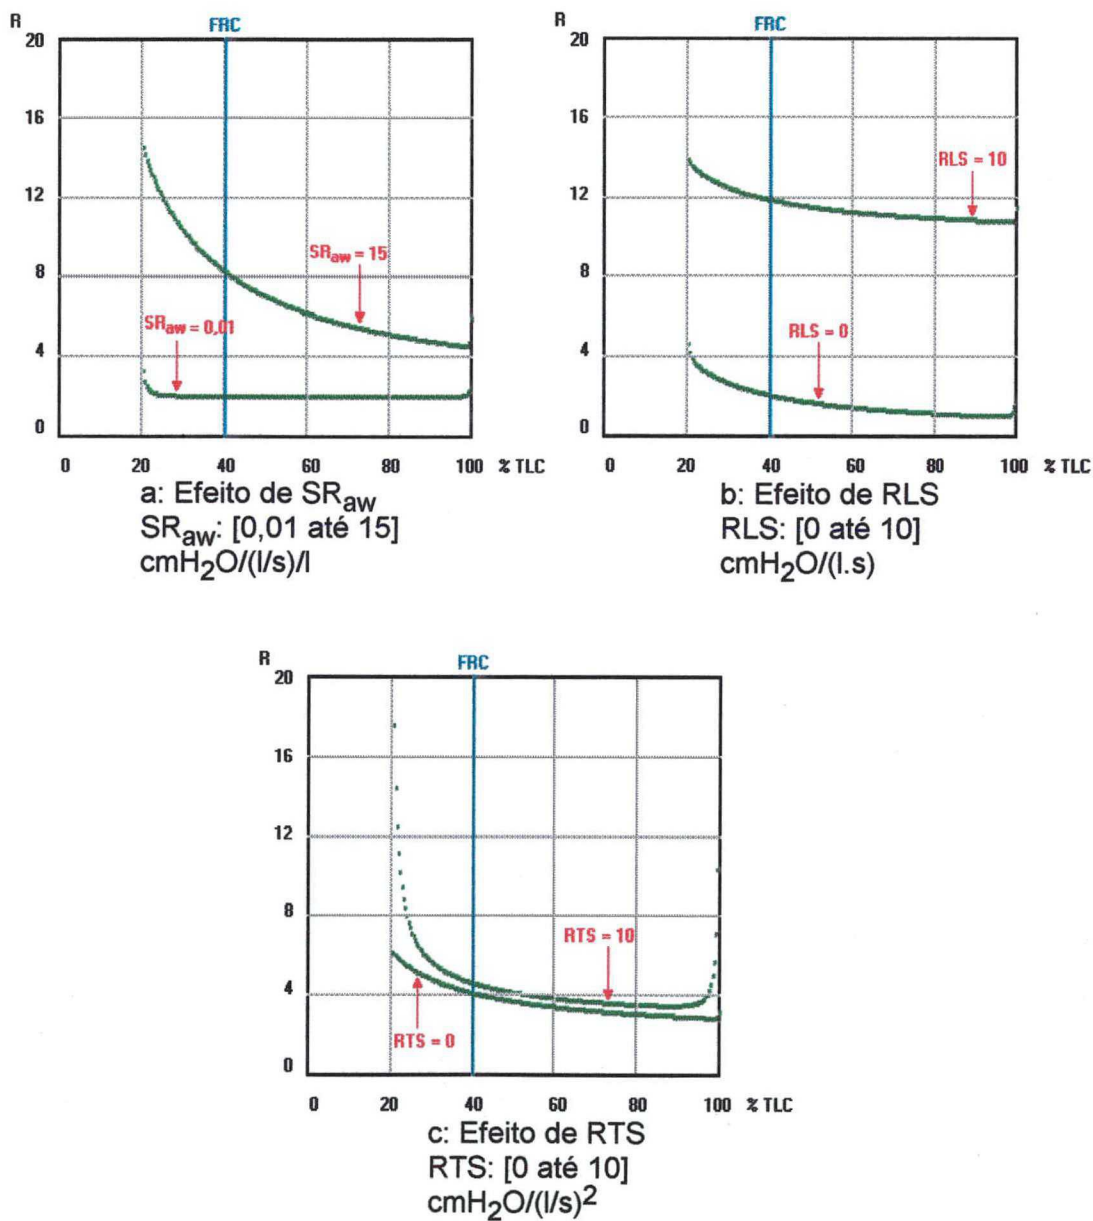 R
FRC
20
16
12
8
4
0
SRaw = 15
SRaw = 0,01
0 20 40 60 80 100 % TLC
a: Efeito de SRaw
SRaw: [0,01 até 15]
cmH2O/(l/s)/l
R
FRC
20
16
12
8
4
0
RLS = 10
RLS = 0
0 20 40 60 80 100 % TLC
b: Efeito de RLS
RLS: [0 até 10]
cmH2O/(l.s)
R
FRC
20
16
12
8
4
0
RTS = 10
RTS = 0
0 20 40 60 80 100 % TLC
c: Efeito de RTS
RTS: [0 até 10]
cmH2O/(l/s)2